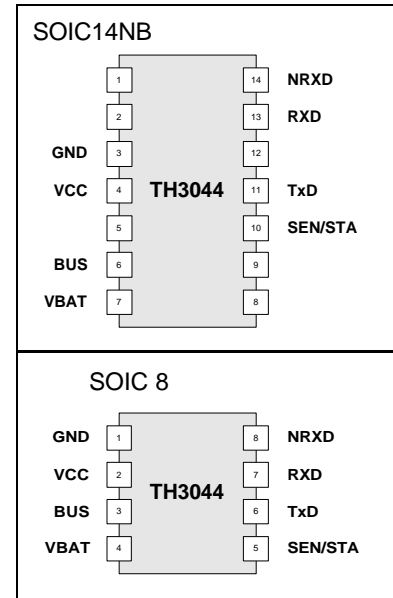 SOIC14NB
1 14 NRXD
2 13 RXD
GND 3 12
VCC 4 TH3044 11 TxD
5 10 SEN/STA
BUS 6 9
VBAT 7 8
SOIC 8
GND 1 8 NRXD
VCC 2 7 RXD
TH3044
BUS 3 6 TxD
VBAT 4 5 SEN/STA